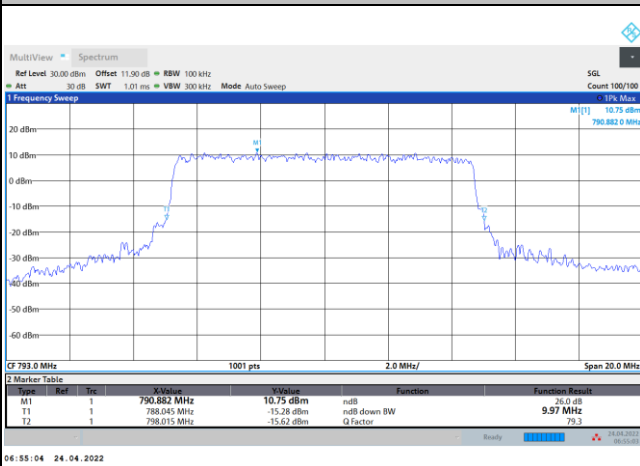 MultiView Spectrum
Ref Level 30.00 dBm Offset 11.90 dB RBW 100 kHz SGL
Att 30 dB SWT 1.01 ms VBW 300 kHz Mode Auto Sweep Count 100/100
1 Frequency Sweep 1Pk Max
M1[1] 10.75 dBm
790.882 0 MHz
20 dBm
M1
10 dBm
0 dBm
-10 dBm
T1 T2
-20 dBm
-30 dBm
-40 dBm
-50 dBm
-60 dBm
CF 793.0 MHz 1001 pts 2.0 MHz/ Span 20.0 MHz
2 Marker Table
Type Ref Trc X-Value Y-Value Function Function Result
M1 1 790.882 MHz 10.75 dBm ndB 26.0 dB
T1 1 788.045 MHz -15.28 dBm ndB down BW 9.97 MHz
T2 1 798.015 MHz -15.62 dBm Q Factor 79.3
Ready 24.04.2022
06:55:03
06:55:04 24.04.2022